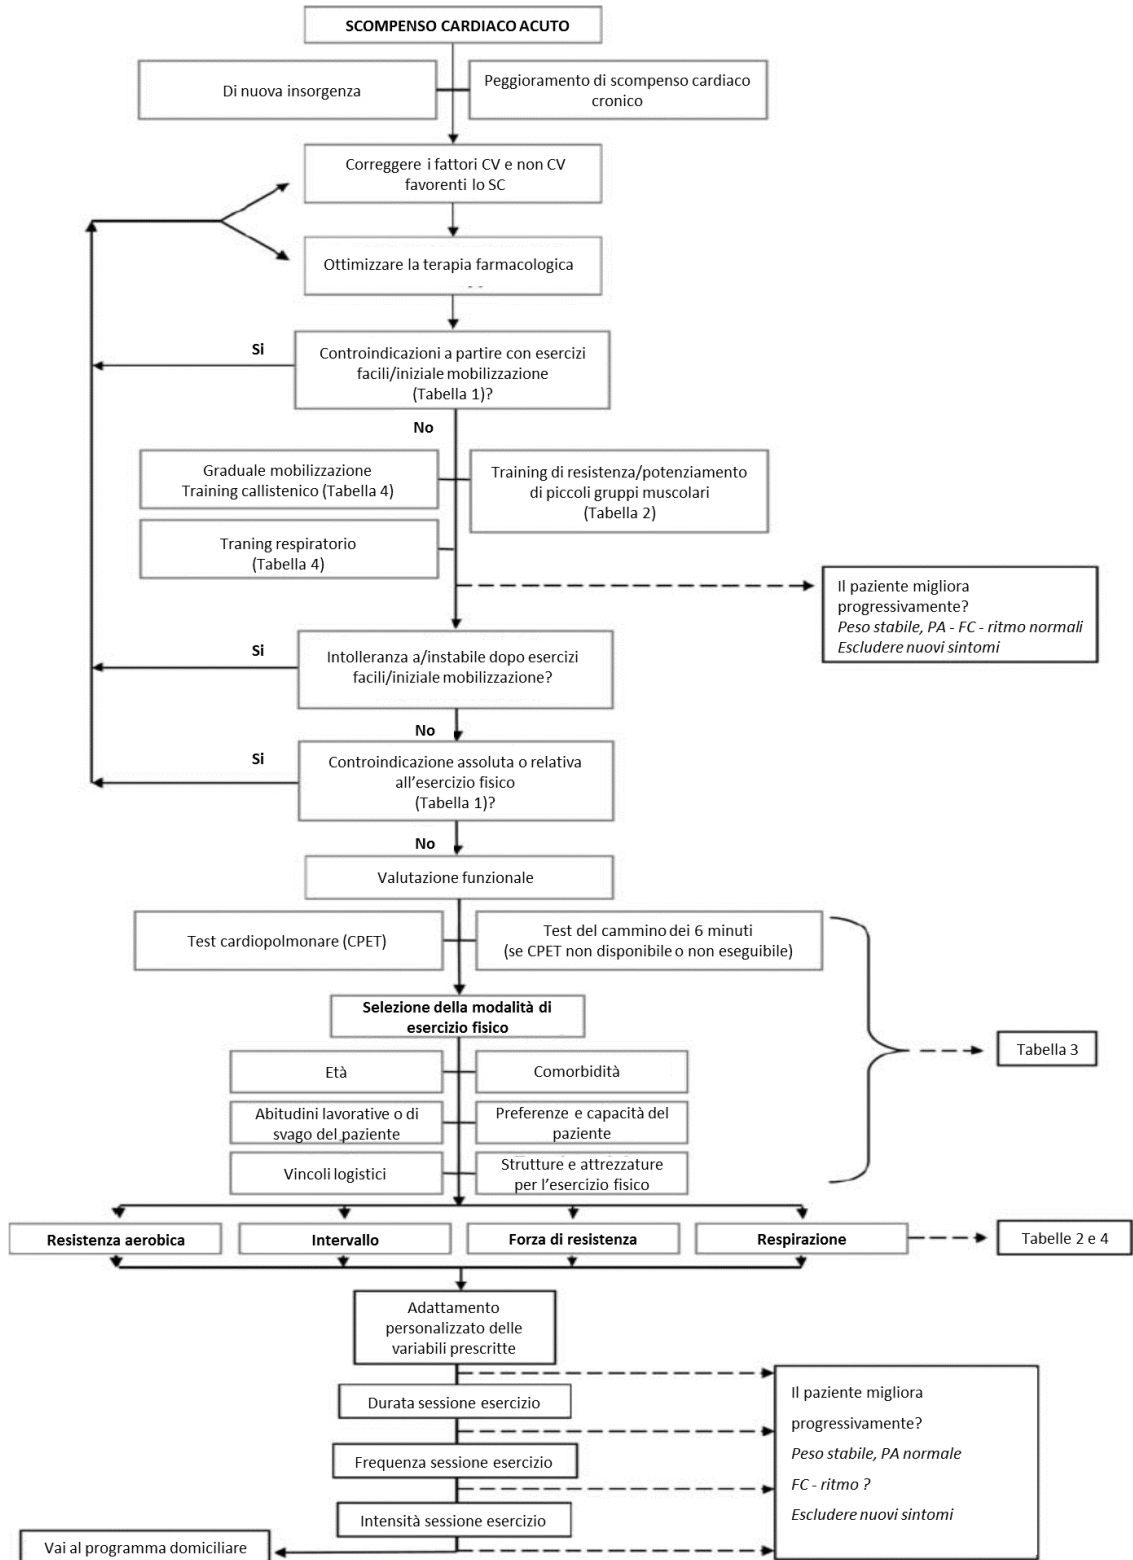 SCOMPENSO CARDIACO ACUTO
Di nuova insorgenza
Peggioramento di scompenso cardiaco
cronico
Correggere i fattori CV e non CV
favorenti lo SC
Ottimizzare la terapia farmacologica
Si
Controindicazioni a partire con esercizi
facili/iniziale mobilizzazione
(Tabella 1)?
No
Graduale mobilizzazione
Training callistenico (Tabella 4)
Training di resistenza/potenziamento
di piccoli gruppi muscolari
(Tabella 2)
Traning respiratorio
(Tabella 4)
Il paziente migliora
progressivamente?
Peso stabile, PA - FC - ritmo normali
Escludere nuovi sintomi
Si
Intolleranza a/instabile dopo esercizi
facili/iniziale mobilizzazione?
No
Si
Controindicazione assoluta o relativa
all'esercizio fisico
(Tabella 1)?
No
Valutazione funzionale
Test cardiopolmonare (CPET)
Test del cammino dei 6 minuti
(se CPET non disponibile o non eseguibile)
Selezione della modalità di
esercizio fisico
Tabella 3
Età
Comorbidità
Abitudini lavorative o di
svago del paziente
Preferenze e capacità del
paziente
Vincoli logistici
Strutture e attrezzature
per l'esercizio fisico
Resistenza aerobica
Intervallo
Forza di resistenza
Respirazione
Tabelle 2 e 4
Adattamento
personalizzato delle
variabili prescritte
Durata sessione esercizio
Frequenza sessione esercizio
Intensità sessione esercizio
Il paziente migliora
progressivamente?
Peso stabile, PA normale
FC - ritmo ?
Escludere nuovi sintomi
Vai al programma domiciliare